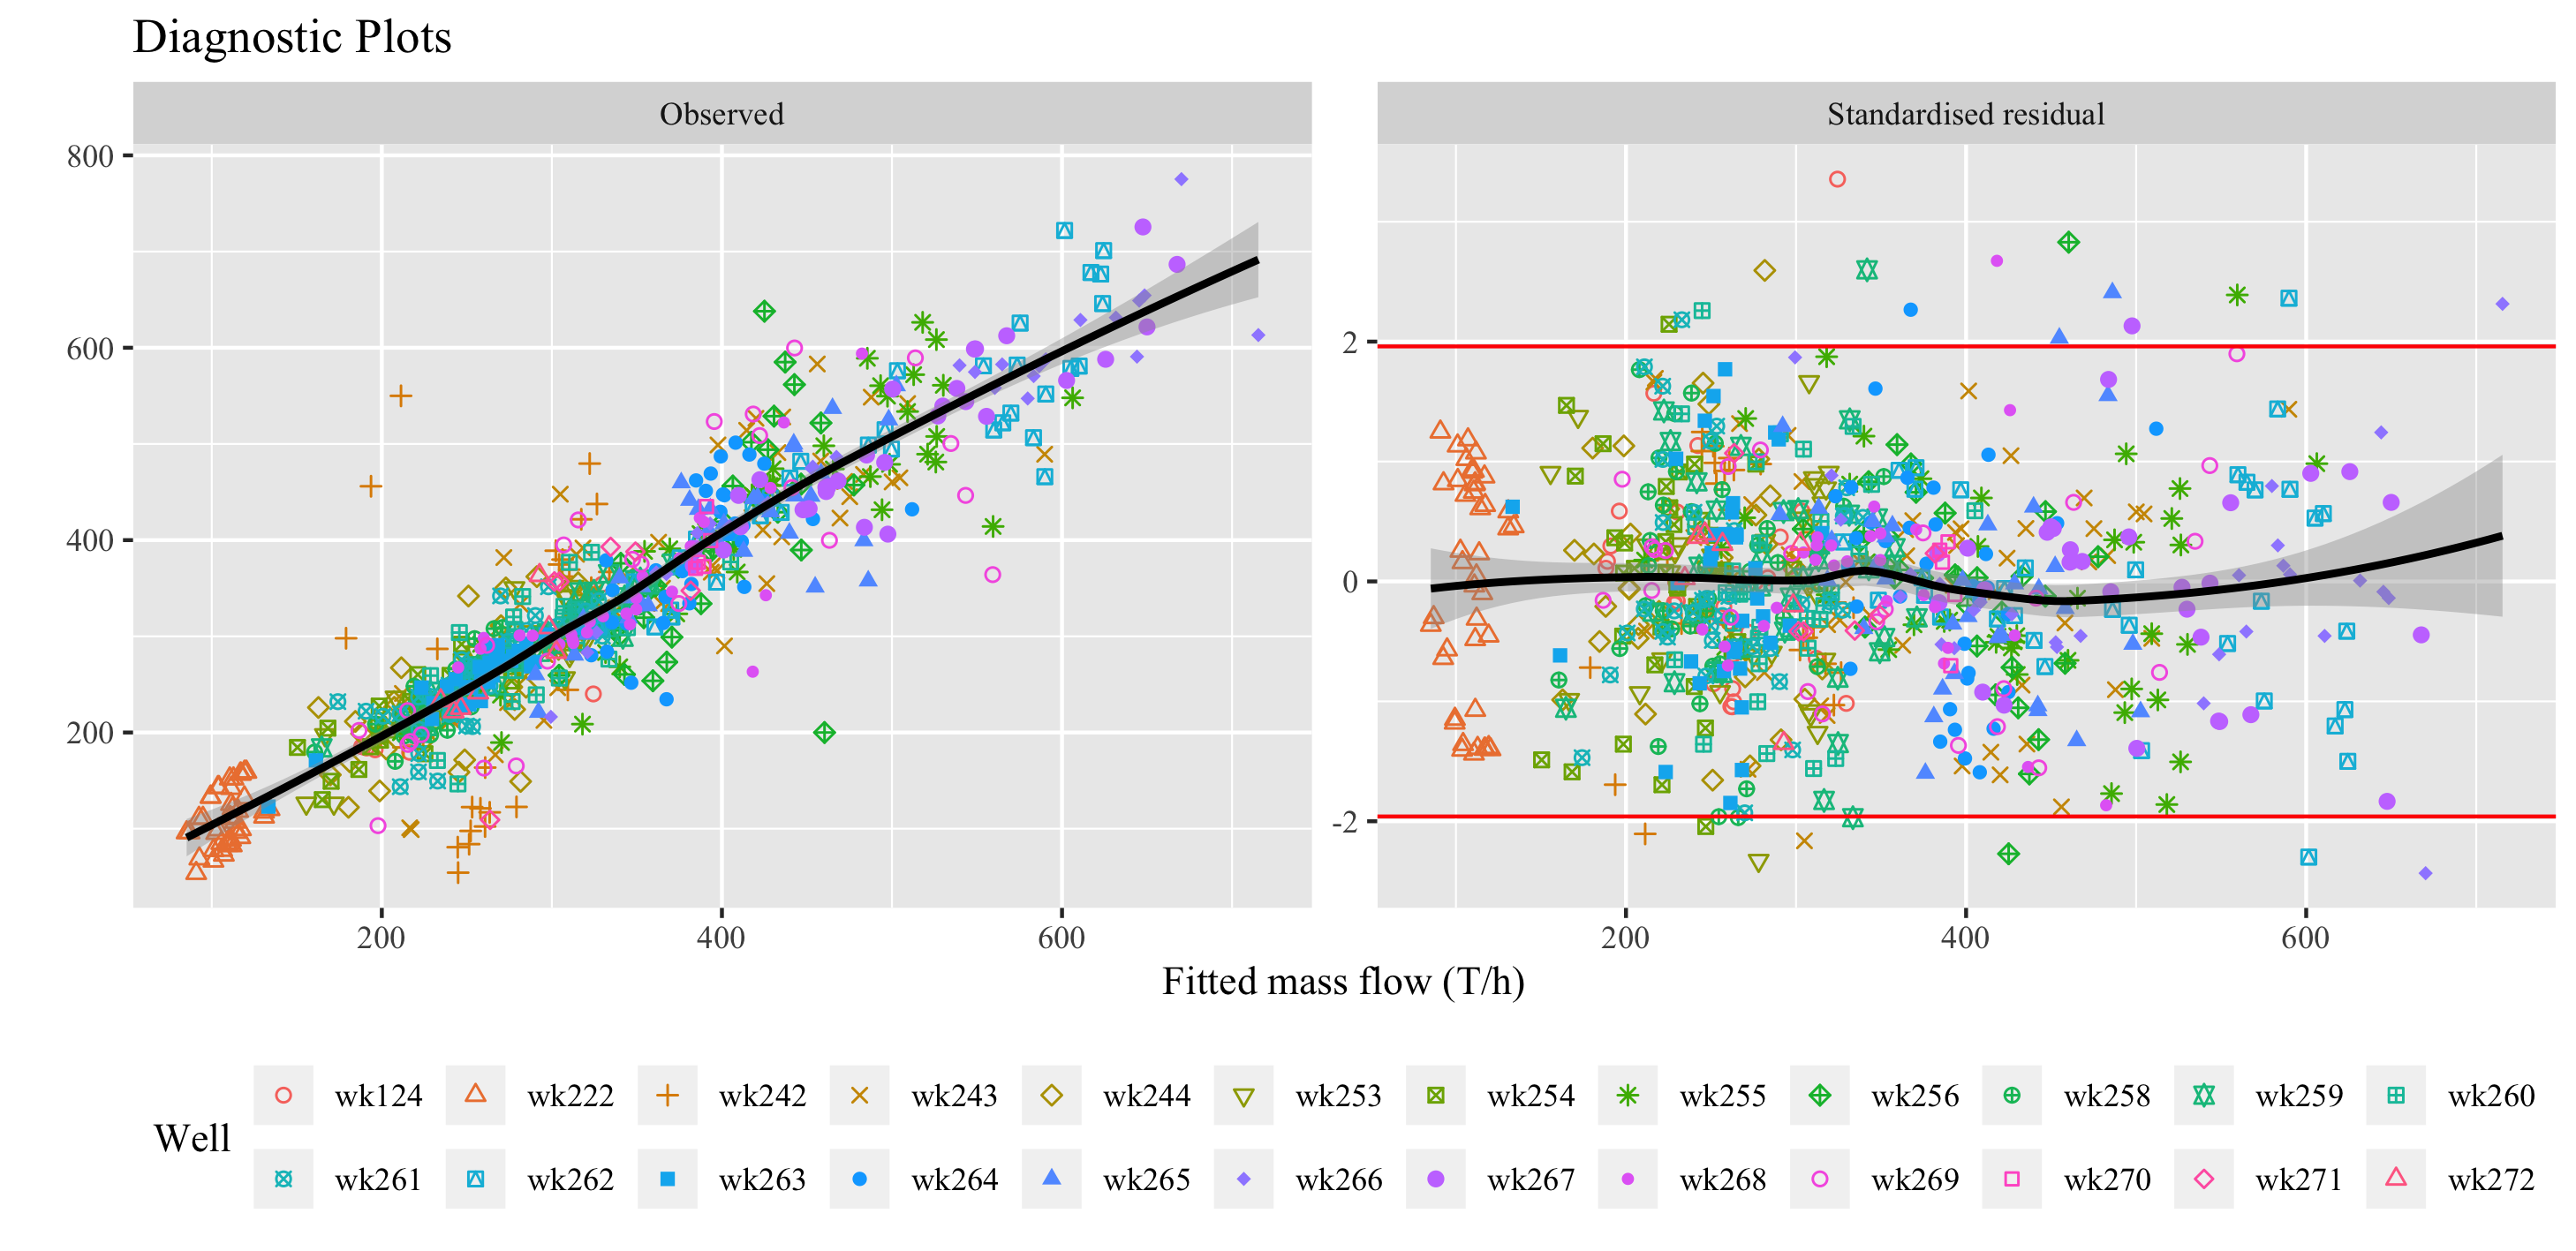 Diagnostic Plots
Observed
Standardised residual
800
600
400
200
2
0
-2
200 400 600
200 400 600
Fitted mass flow (T/h)
Well
wk124 wk222 wk242 wk243 wk244 wk253 wk254 wk255 wk256 wk258 wk259 wk260
wk261 wk262 wk263 wk264 wk265 wk266 wk267 wk268 wk269 wk270 wk271 wk272